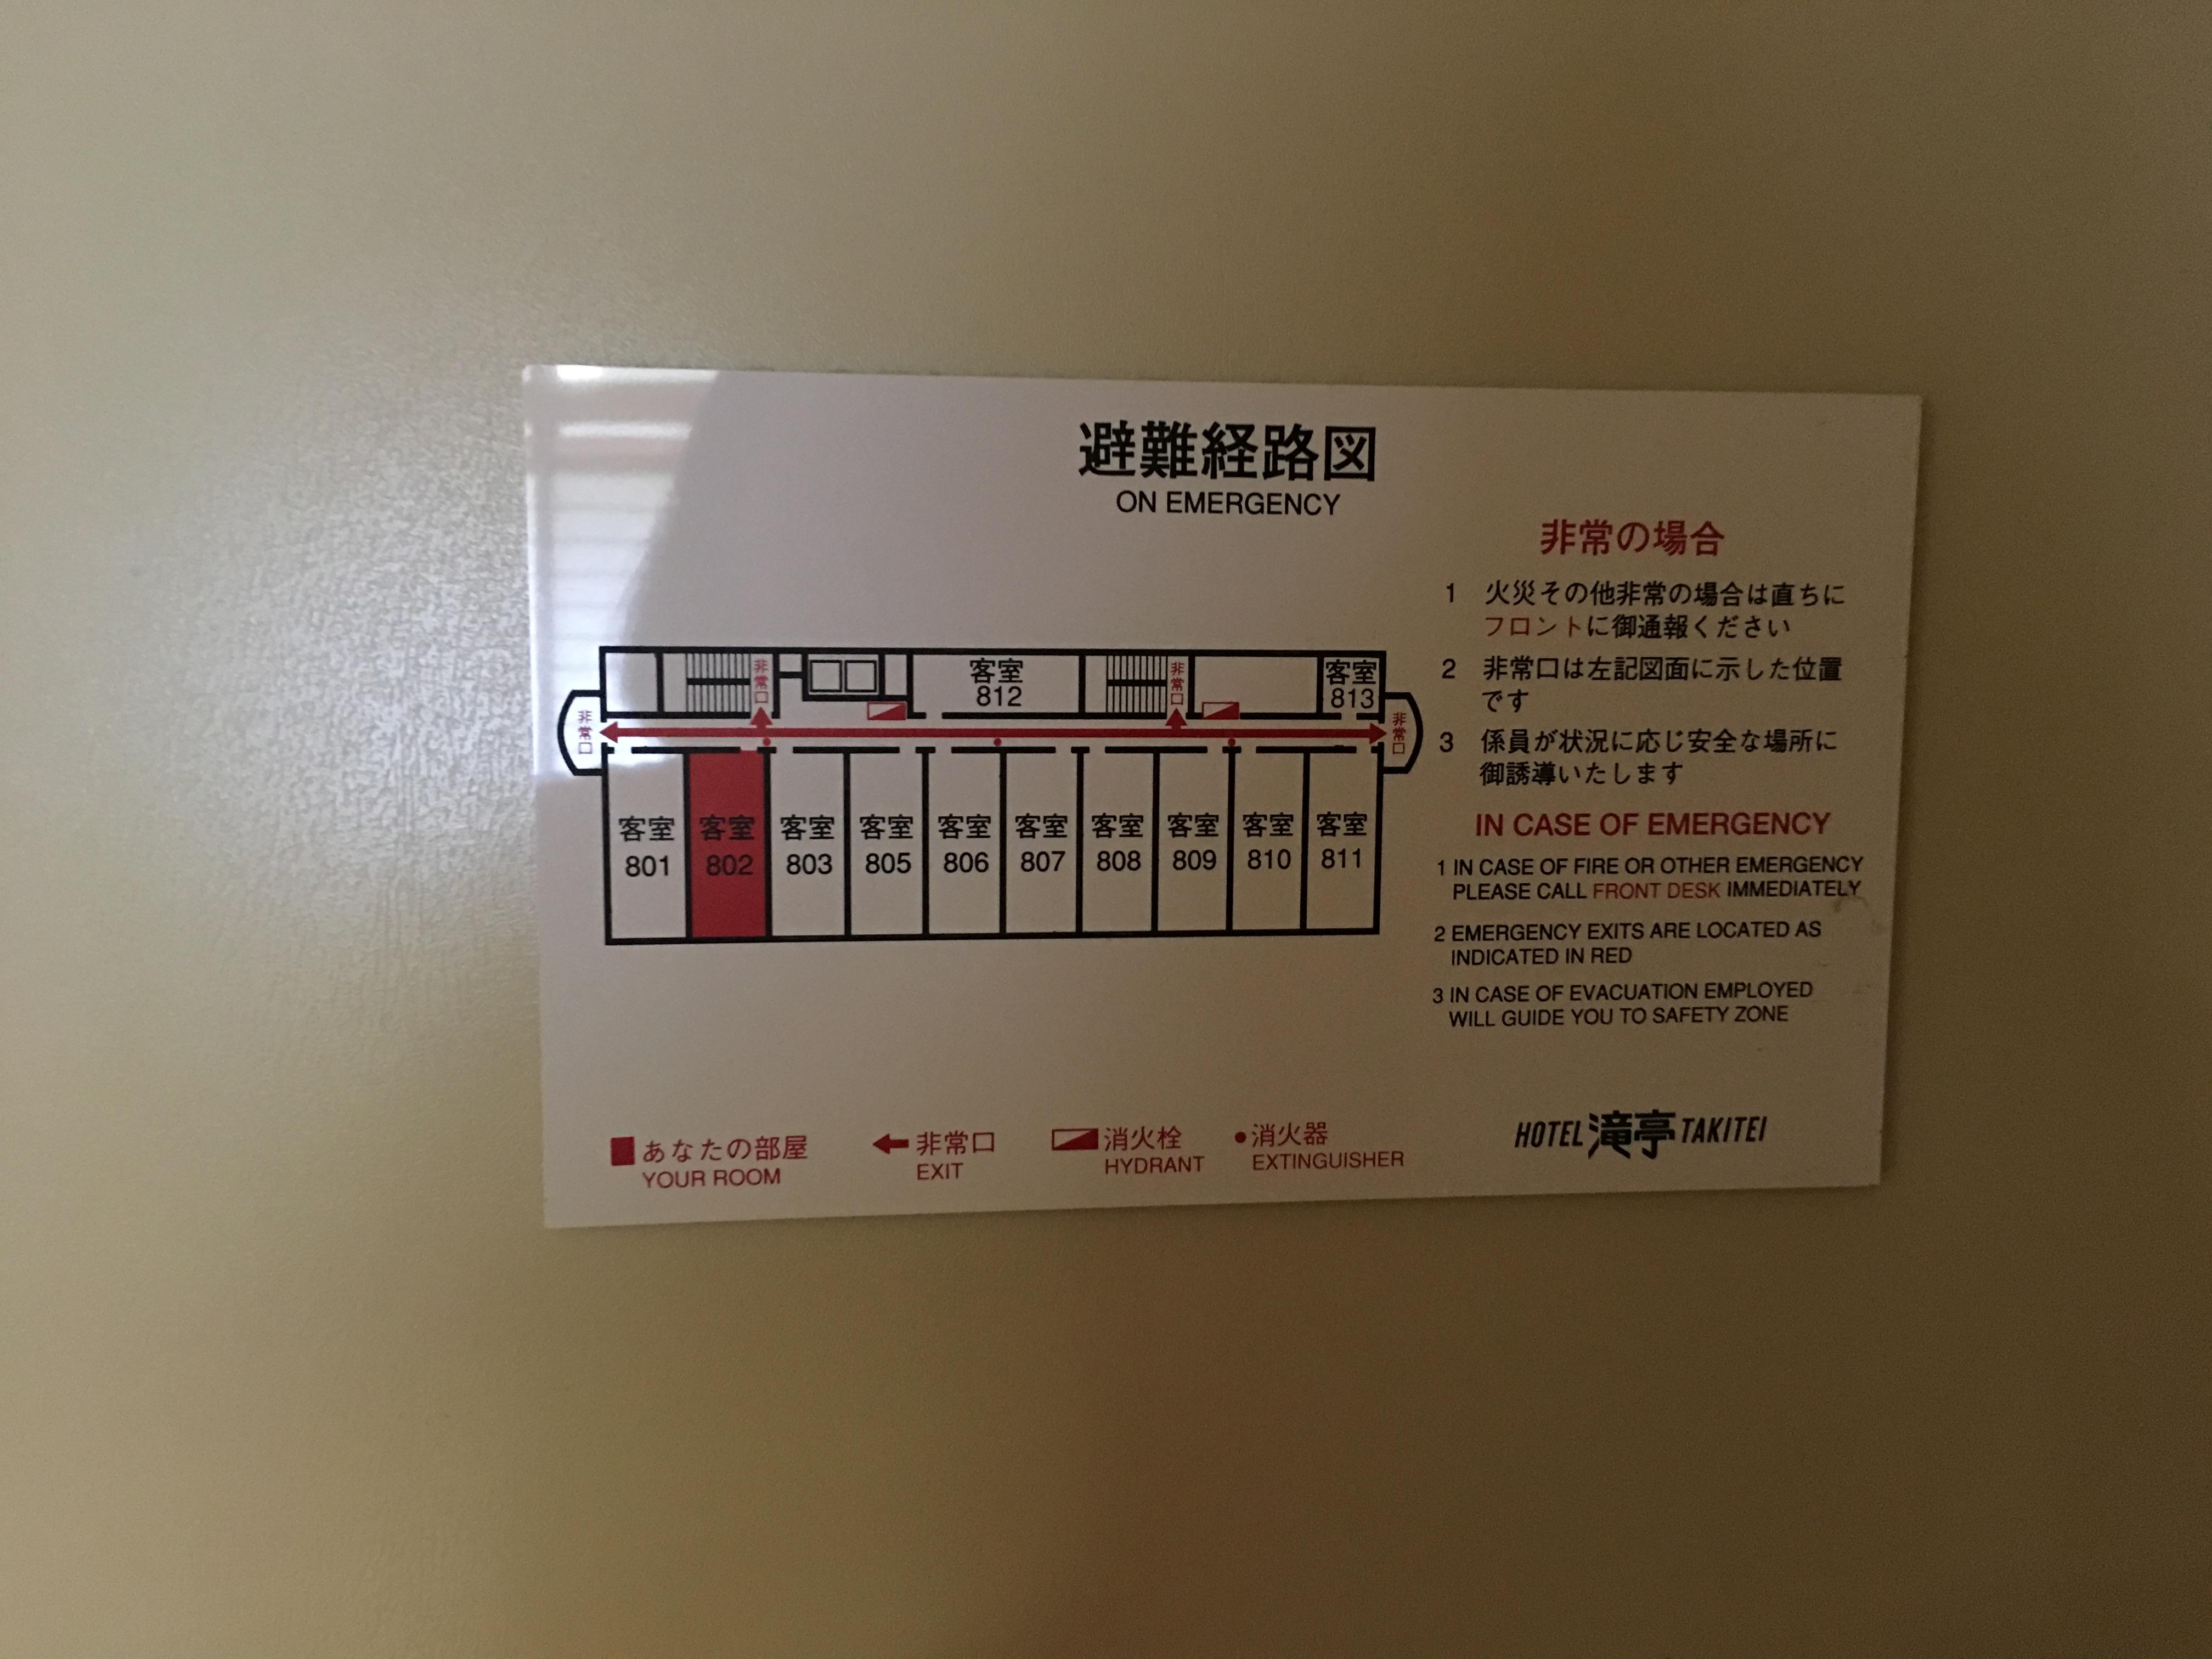 避難経路図
ON EMERGENCY
非常口
客室
812
非常口
客室
813
非常口
非常口
客室
801
客室
802
客室
803
客室
805
客室
806
客室
807
客室
808
客室
809
客室
810
客室
811
非常の場合
1 火災その他非常の場合は直ちに
フロントに御通報ください
2 非常口は左記図面に示した位置
です
3 係員が状況に応じ安全な場所に
御誘導いたします
IN CASE OF EMERGENCY
1 IN CASE OF FIRE OR OTHER EMERGENCY
PLEASE CALL FRONT DESK IMMEDIATELY
2 EMERGENCY EXITS ARE LOCATED AS
INDICATED IN RED
3 IN CASE OF EVACUATION EMPLOYED
WILL GUIDE YOU TO SAFETY ZONE
あなたの部屋
YOUR ROOM
非常口
EXIT
消火栓
HYDRANT
消火器
EXTINGUISHER
HOTEL 滝亭 TAKITEI